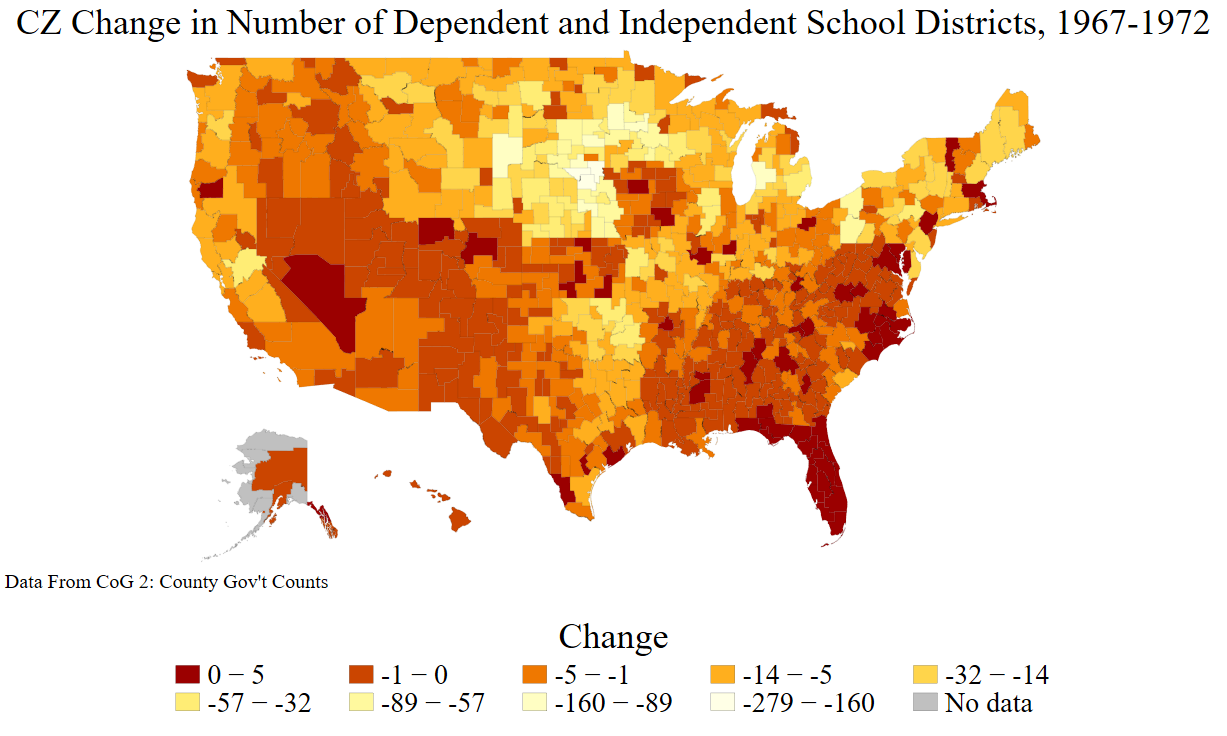 CZ Change in Number of Dependent and Independent School Districts, 1967-1972
Data From CoG 2: County Gov't Counts
Change
0 − 5 -1 − 0 -5 − -1 -14 − -5 -32 − -14
-57 − -32 -89 − -57 -160 − -89 -279 − -160 No data